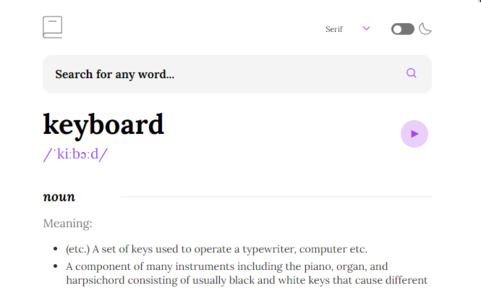 Serif
Search for any word...
keyboard
/ˈkiːbɔːd/
noun
Meaning:
(etc.) A set of keys used to operate a typewriter, computer etc.
A component of many instruments including the piano, organ, and
harpsichord consisting of usually black and white keys that cause different